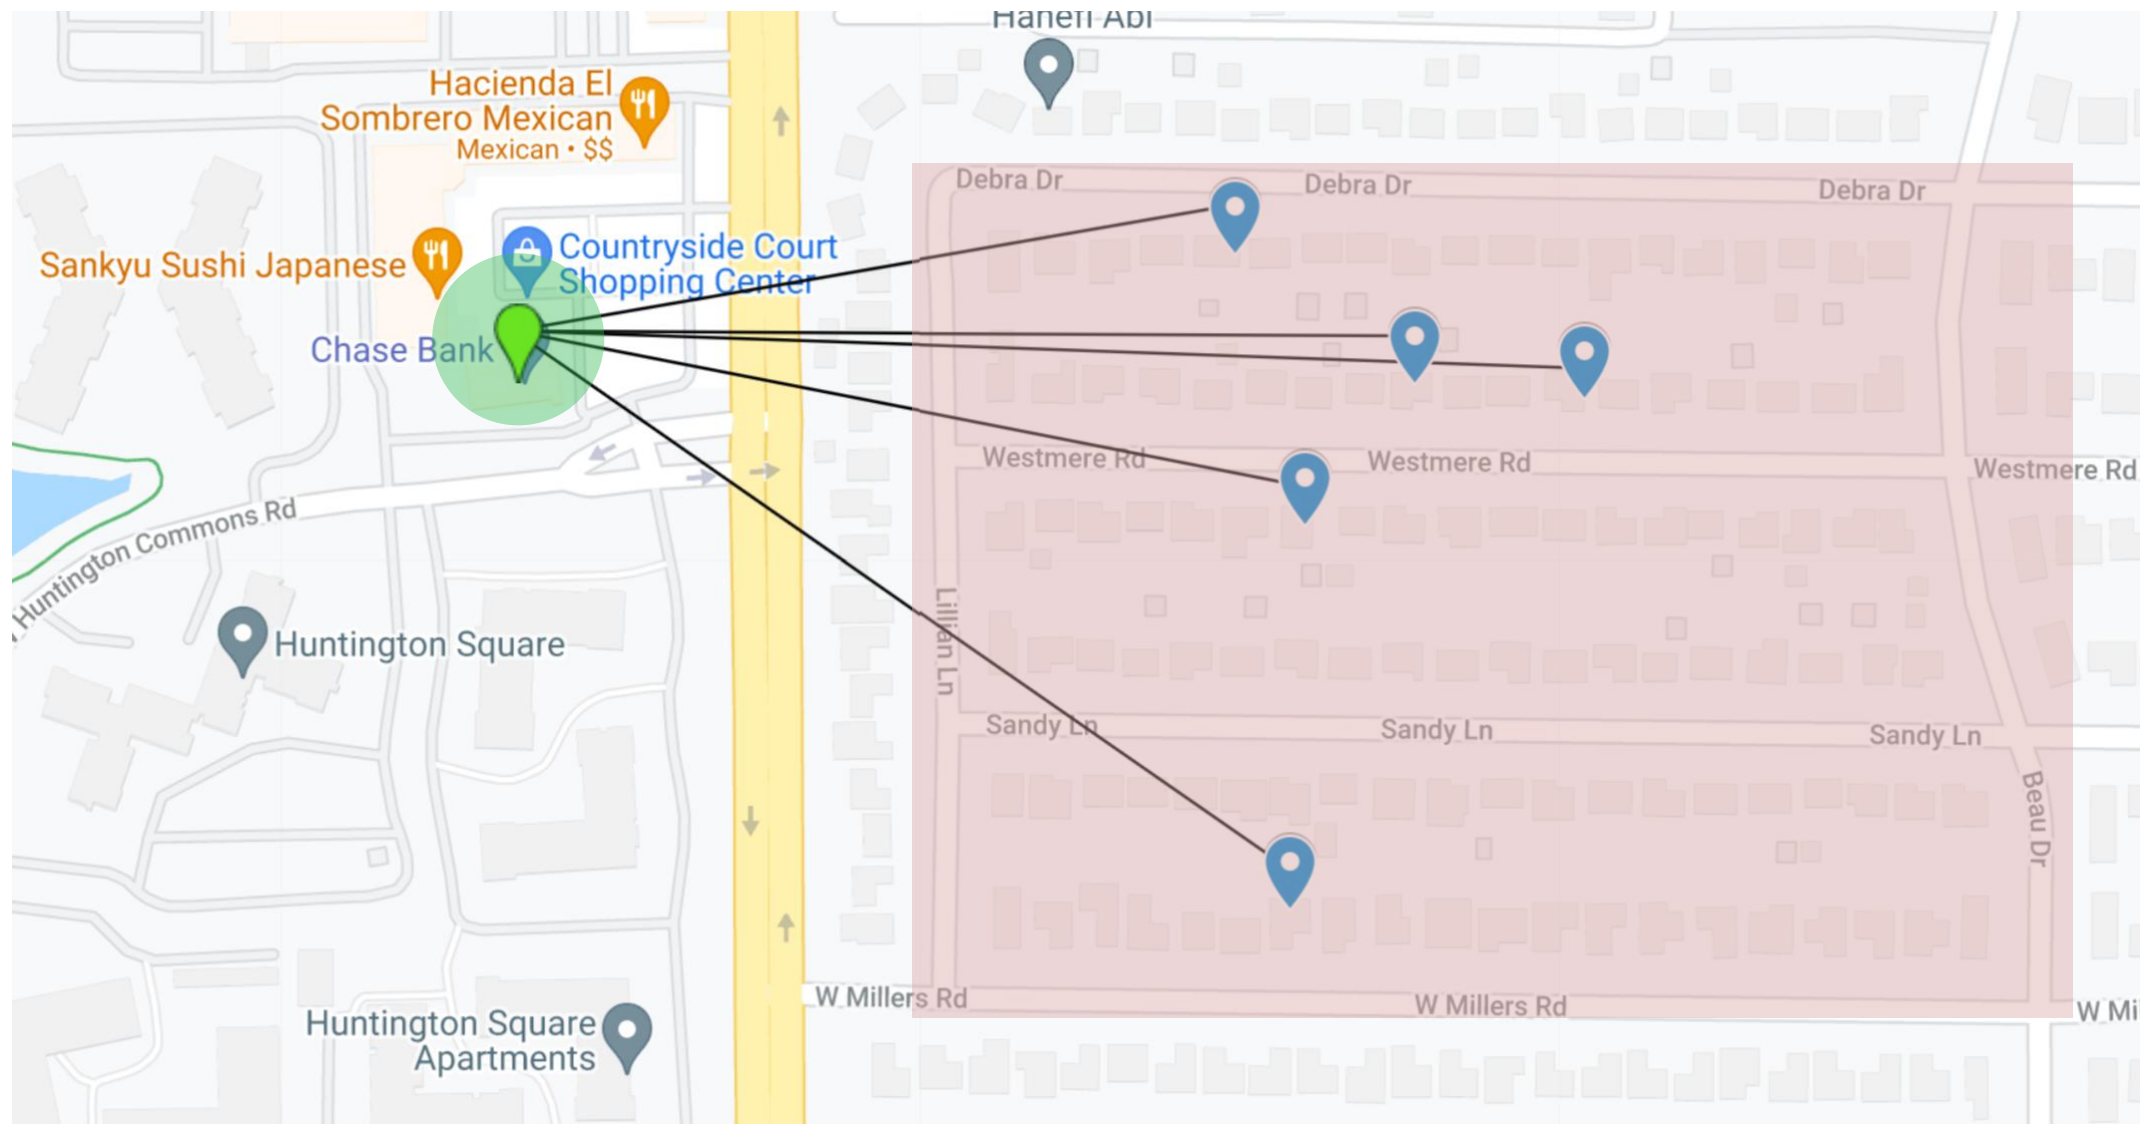 Hanefi Abi
Hacienda El
Sombrero Mexican
Mexican • $$
Debra Dr
Debra Dr
Debra Dr
Countryside Court
Shopping Center
Sankyu Sushi Japanese
Chase Bank
Westmere Rd
Westmere Rd
Westmere Rd
Huntington Commons Rd
Lillian Ln
Huntington Square
Sandy Ln
Sandy Ln
Sandy Ln
Beau Dr
W Millers Rd
W Millers Rd
W Mi
Huntington Square
Apartments